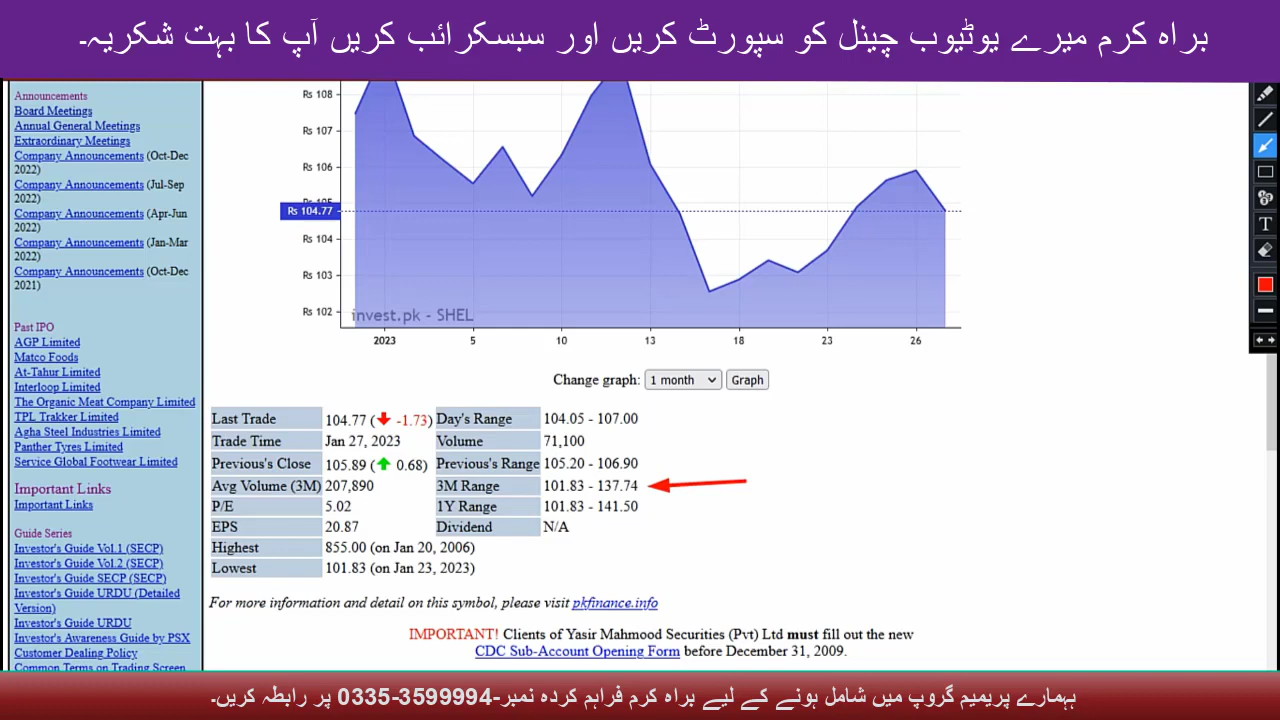 براہ کرم میرے یوٹیوب چینل کو سپورٹ کریں اور سبسکرائب کریں آپ کا بہت شکریہ۔
Announcements
Board Meetings
Annual General Meetings
Extraordinary Meetings
Company Announcements (Oct-Dec
2022)
Company Announcements (Jul-Sep
2022)
Company Announcements (Apr-Jun
2022)
Company Announcements (Jan-Mar
2022)
Company Announcements (Oct-Dec
2021)
Past IPO
AGP Limited
Matco Foods
At-Tahur Limited
Interloop Limited
The Organic Meat Company Limited
TPL Trakker Limited
Agha Steel Industries Limited
Panther Tyres Limited
Service Global Footwear Limited
Important Links
Important Links
Guide Series
Investor's Guide Vol.1 (SECP)
Investor's Guide Vol.2 (SECP)
Investor's Guide SECP (SECP)
Investor's Guide URDU (Detailed
Version)
Investor's Guide URDU
Investor's Awareness Guide by PSX
Customer Dealing Policy
Common Terms on Trading Screen
Rs 108
Rs 107
Rs 106
Rs 104.77
Rs 104
Rs 103
Rs 102
invest.pk - SHEL
2023 5 10 13 18 23 26
Change graph: 1 month Graph
Last Trade 104.77 ( -1.73) Day's Range 104.05 - 107.00
Trade Time Jan 27, 2023 Volume 71,100
Previous's Close 105.89 ( 0.68) Previous's Range 105.20 - 106.90
Avg Volume (3M) 207,890 3M Range 101.83 - 137.74
P/E 5.02 1Y Range 101.83 - 141.50
EPS 20.87 Dividend N/A
Highest 855.00 (on Jan 20, 2006)
Lowest 101.83 (on Jan 23, 2023)
For more information and detail on this symbol, please visit pkfinance.info
IMPORTANT! Clients of Yasir Mahmood Securities (Pvt) Ltd must fill out the new
CDC Sub-Account Opening Form before December 31, 2009.
T
ہمارے پریمیم گروپ میں شامل ہونے کے لیے براہ کرم فراہم کردہ نمبر-0335-3599994 پر رابطہ کریں۔